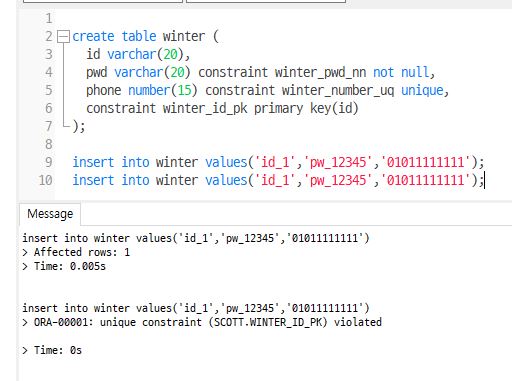 1
2 create table winter (
3 id varchar(20),
4 pwd varchar(20) constraint winter_pwd_nn not null,
5 phone number(15) constraint winter_number_uq unique,
6 constraint winter_id_pk primary key(id)
7 );
8
9 insert into winter values('id_1','pw_12345','01011111111');
10 insert into winter values('id_1','pw_12345','01011111111');
Message
insert into winter values('id_1','pw_12345','01011111111')
> Affected rows: 1
> Time: 0.005s
insert into winter values('id_1','pw_12345','01011111111')
> ORA-00001: unique constraint (SCOTT.WINTER_ID_PK) violated
> Time: 0s